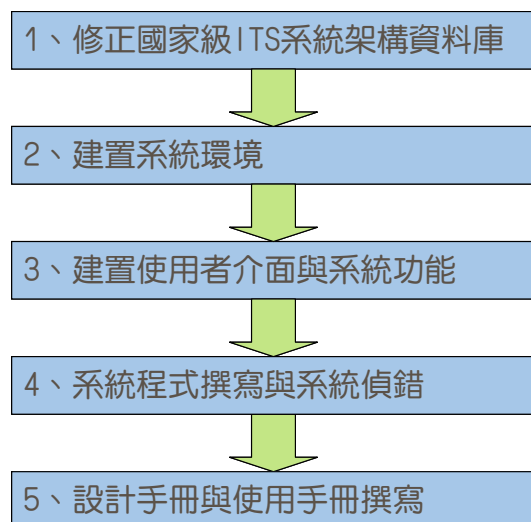 1、修正國家級ITS系統架構資料庫
2、建置系統環境
3、建置使用者介面與系統功能
4、系統程式撰寫與系統偵錯
5、設計手冊與使用手冊撰寫